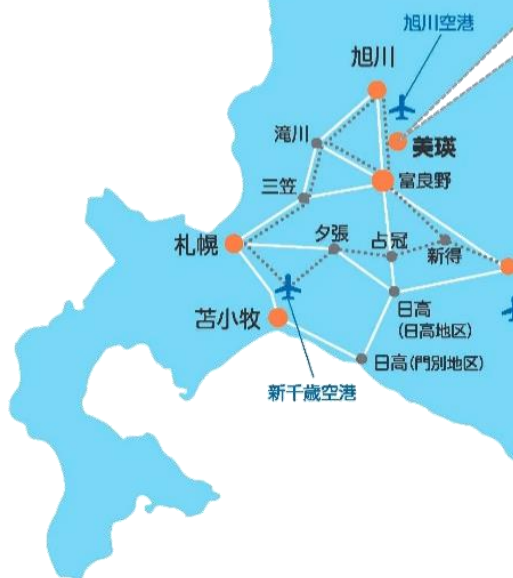 旭川空港
旭川
滝川
美瑛
三笠
富良野
札幌
夕張
占冠
新得
苫小牧
日高
(日高地区)
日高(門別地区)
新千歳空港